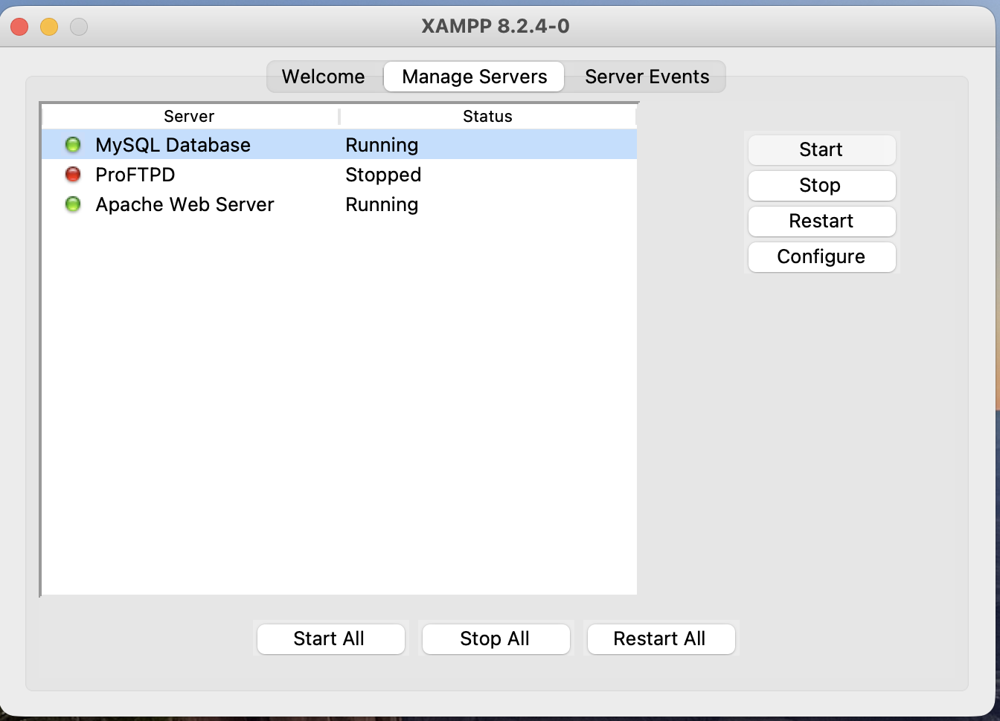 XAMPP 8.2.4-0
Welcome Manage Servers Server Events
Server Status
MySQL Database Running
ProFTPD Stopped
Apache Web Server Running
Start
Stop
Restart
Configure
Start All Stop All Restart All